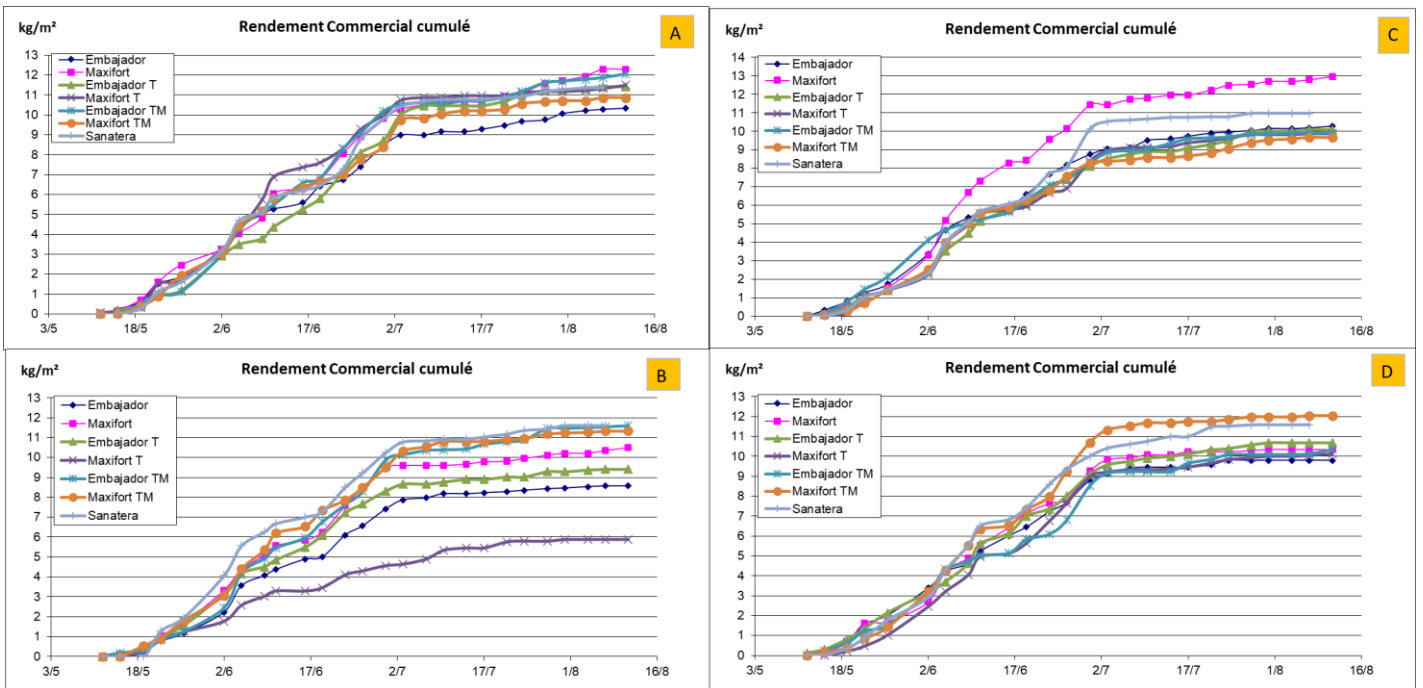 kg/m²
Rendement Commercial cumulé
A
13
12
11
10
9
8
7
6
5
4
3
2
1
0
Embajador
Maxifort
Embajador T
Maxifort T
Embajador TM
Maxifort TM
Sanatera
3/5 18/5 2/6 17/6 2/7 17/7 1/8 16/8
kg/m²
Rendement Commercial cumulé
C
14
13
12
11
10
9
8
7
6
5
4
3
2
1
0
Embajador
Maxifort
Embajador T
Maxifort T
Embajador TM
Maxifort TM
Sanatera
3/5 18/5 2/6 17/6 2/7 17/7 1/8 16/8
kg/m²
Rendement Commercial cumulé
B
13
12
11
10
9
8
7
6
5
4
3
2
1
0
Embajador
Maxifort
Embajador T
Maxifort T
Embajador TM
Maxifort TM
Sanatera
3/5 18/5 2/6 17/6 2/7 17/7 1/8 16/8
kg/m²
Rendement Commercial cumulé
D
13
12
11
10
9
8
7
6
5
4
3
2
1
0
Embajador
Maxifort
Embajador T
Maxifort T
Embajador TM
Maxifort TM
Sanatera
3/5 18/5 2/6 17/6 2/7 17/7 1/8 16/8